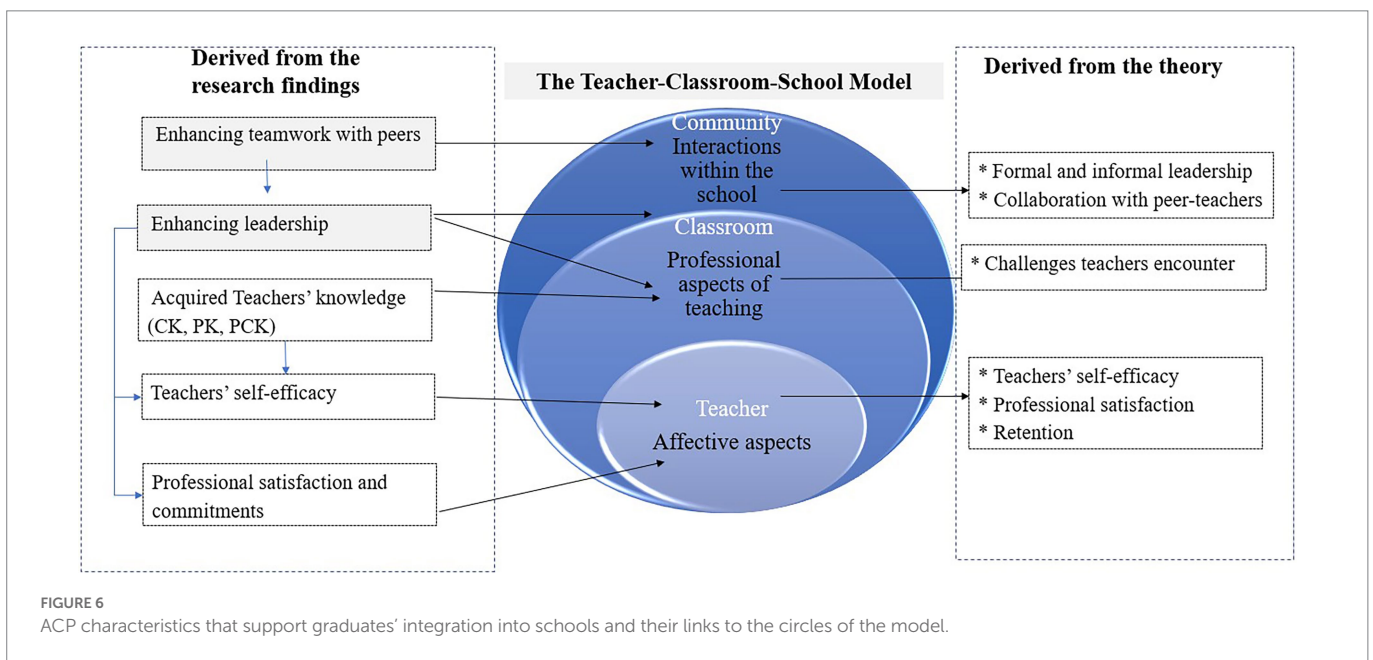 Derived from the
research findings
Enhancing teamwork with peers
Enhancing leadership
Acquired Teachers’ knowledge
(CK, PK, PCK)
Teachers’ self-efficacy
Professional satisfaction and
commitments
The Teacher-Classroom-School Model
Community
Interactions
within the
school
Classroom
Professional
aspects of
teaching
Teacher
Affective aspects
Derived from the theory
* Formal and informal leadership
* Collaboration with peer-teachers
* Challenges teachers encounter
* Teachers’ self-efficacy
* Professional satisfaction
* Retention
FIGURE 6
ACP characteristics that support graduates’ integration into schools and their links to the circles of the model.